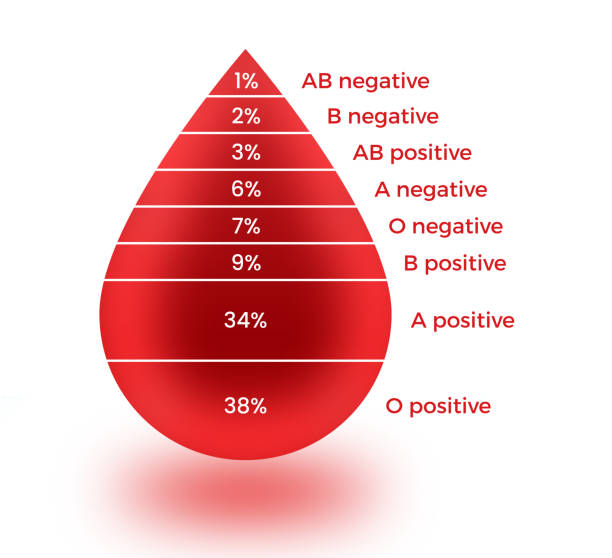 1% AB negative
2% B negative
3% AB positive
6% A negative
7% O negative
9% B positive
34% A positive
38% O positive